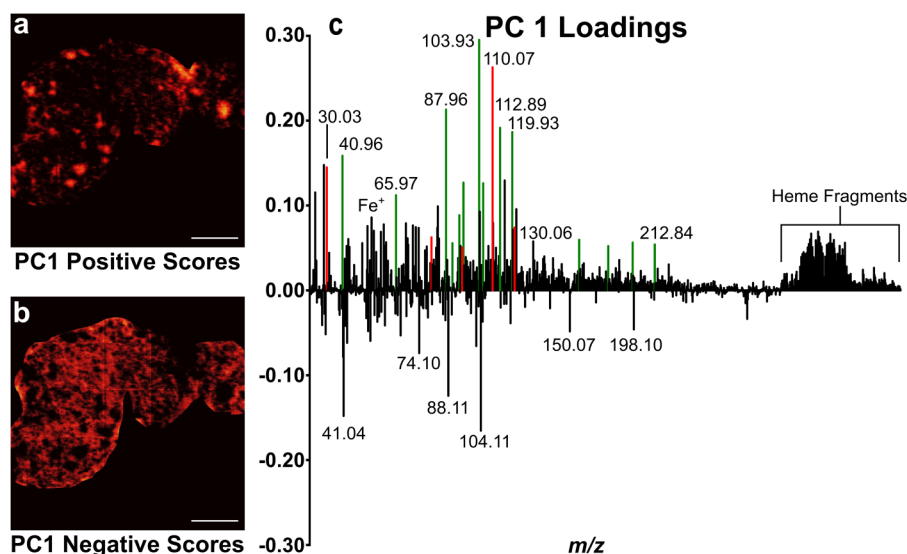 a
PC1 Positive Scores
b
PC1 Negative Scores
c
PC 1 Loadings
0.30
0.20
0.10
0.00
-0.10
-0.20
-0.30
103.93
110.07
87.96
112.89
119.93
30.03
40.96
65.97
Fe⁺
130.06
212.84
Heme Fragments
41.04
74.10
88.11
104.11
150.07
198.10
m/z